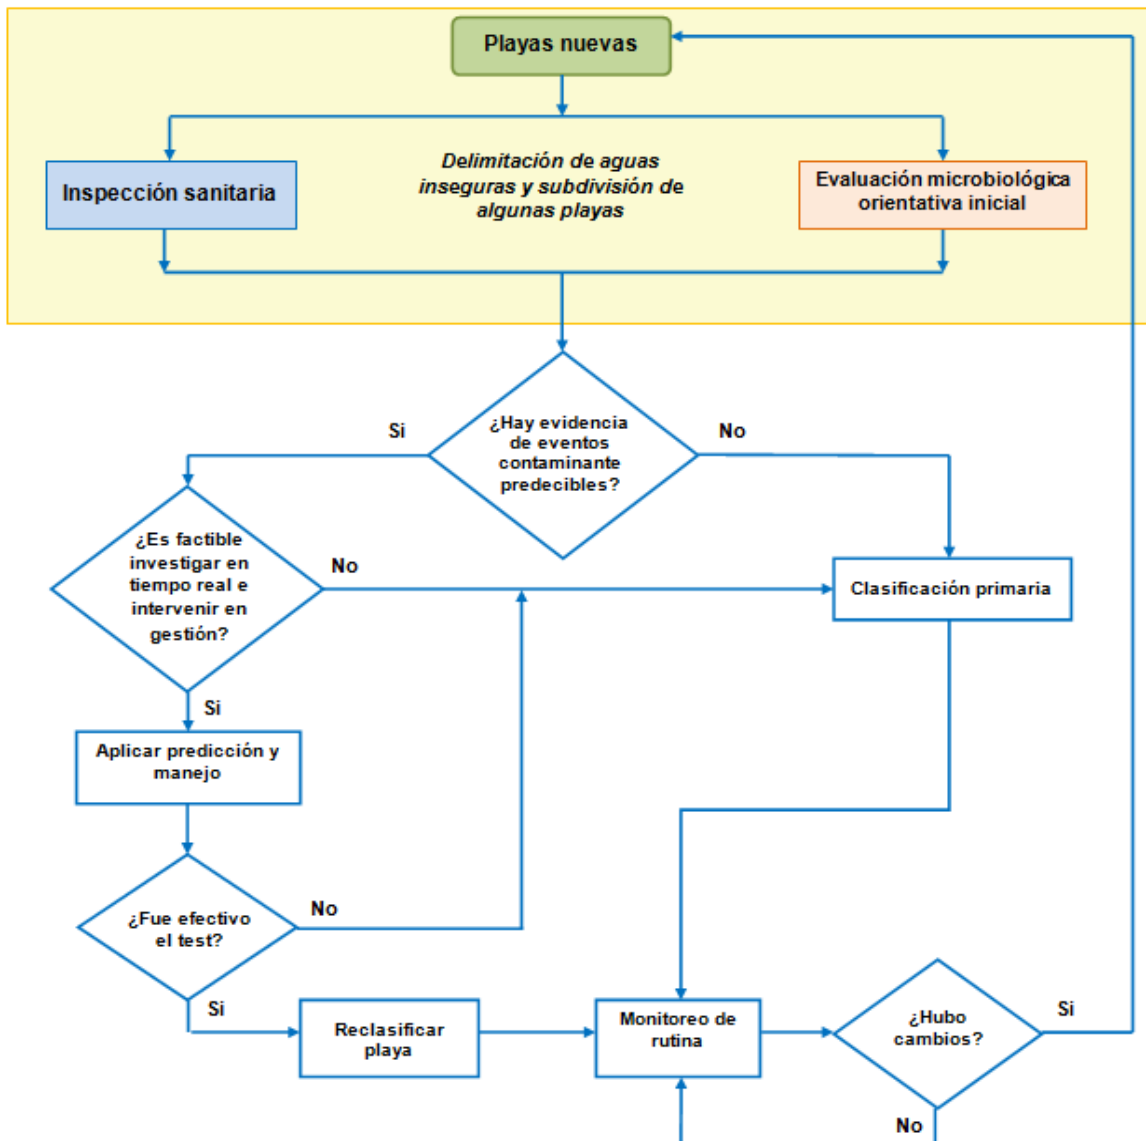 Playas nuevas
Inspección sanitaria
Delimitación de aguas
inseguras y subdivisión de
algunas playas
Evaluación microbiológica
orientativa inicial
Si
¿Hay evidencia
de eventos
contaminante
predecibles?
No
¿Es factible
investigar en
tiempo real e
intervenir en
gestión?
No
Clasificación primaria
Si
Aplicar predicción y
manejo
¿Fue efectivo
el test?
No
Si
Reclasificar
playa
Monitoreo de
rutina
¿Hubo
cambios?
Si
No